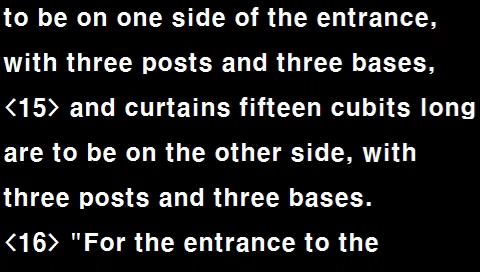 to be on one side of the entrance,
with three posts and three bases,
<15> and curtains fifteen cubits long
are to be on the other side, with
three posts and three bases.
<16> "For the entrance to the